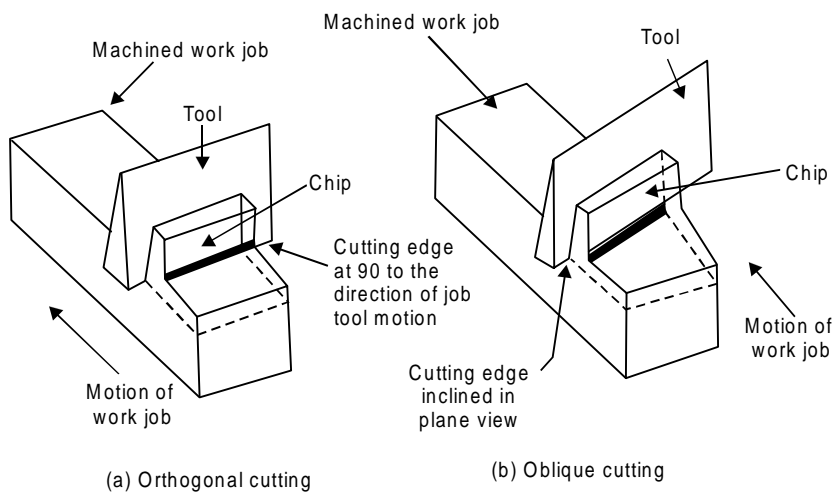 Machined work job
Tool
Chip
Cutting edge
at 90 to the
direction of job
tool motion
Motion of
work job
(a) Orthogonal cutting
Machined work job
Tool
Chip
Motion of
work job
Cutting edge
inclined in
plane view
(b) Oblique cutting